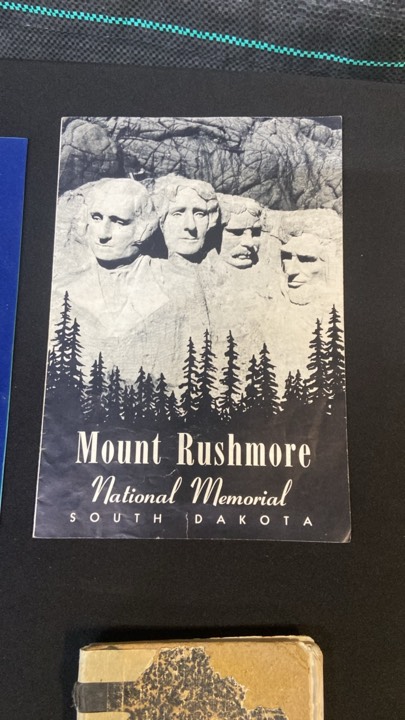 Mount Rushmore
National Memorial
SOUTH DAKOTA